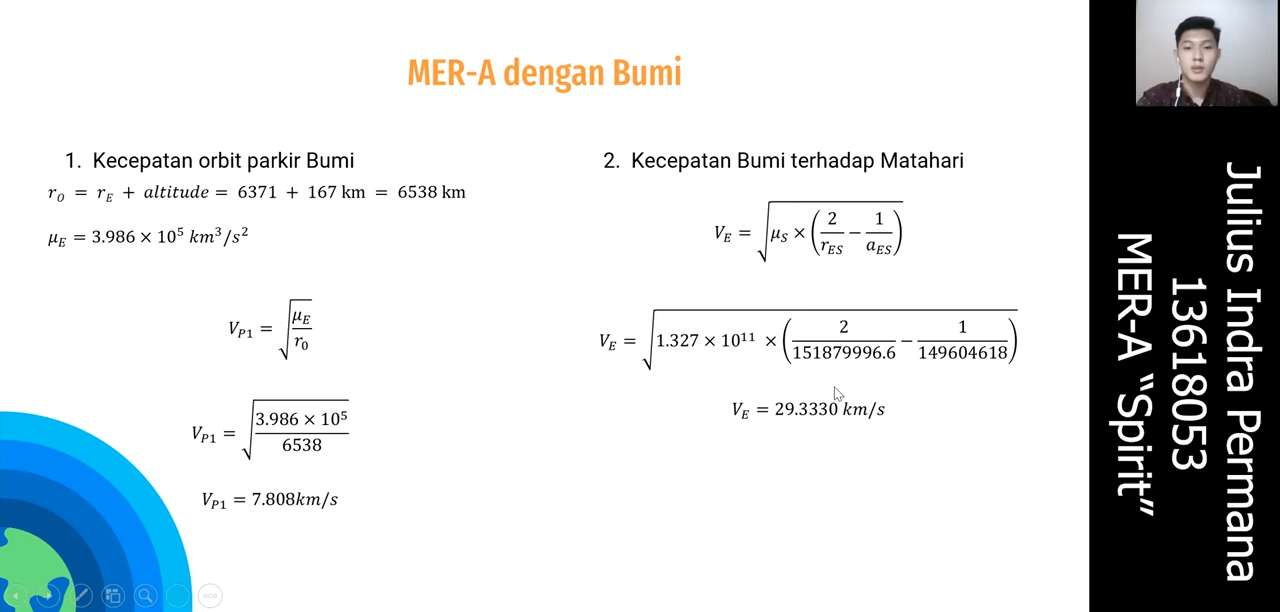 MER-A dengan Bumi
1. Kecepatan orbit parkir Bumi
r₀ = r_E + altitude = 6371 + 167 km = 6538 km
μ_E = 3.986 × 10⁵ km³/s²
V_P1 = √(μ_E / r₀)
V_P1 = √(3.986 × 10⁵ / 6538)
V_P1 = 7.808km/s
2. Kecepatan Bumi terhadap Matahari
V_E = √(μ_S × (2 / r_ES − 1 / a_ES))
V_E = √(1.327 × 10¹¹ × (2 / 151879996.6 − 1 / 149604618))
V_E = 29.3330 km/s
Julius Indra Permana
13618053
MER-A “Spirit”